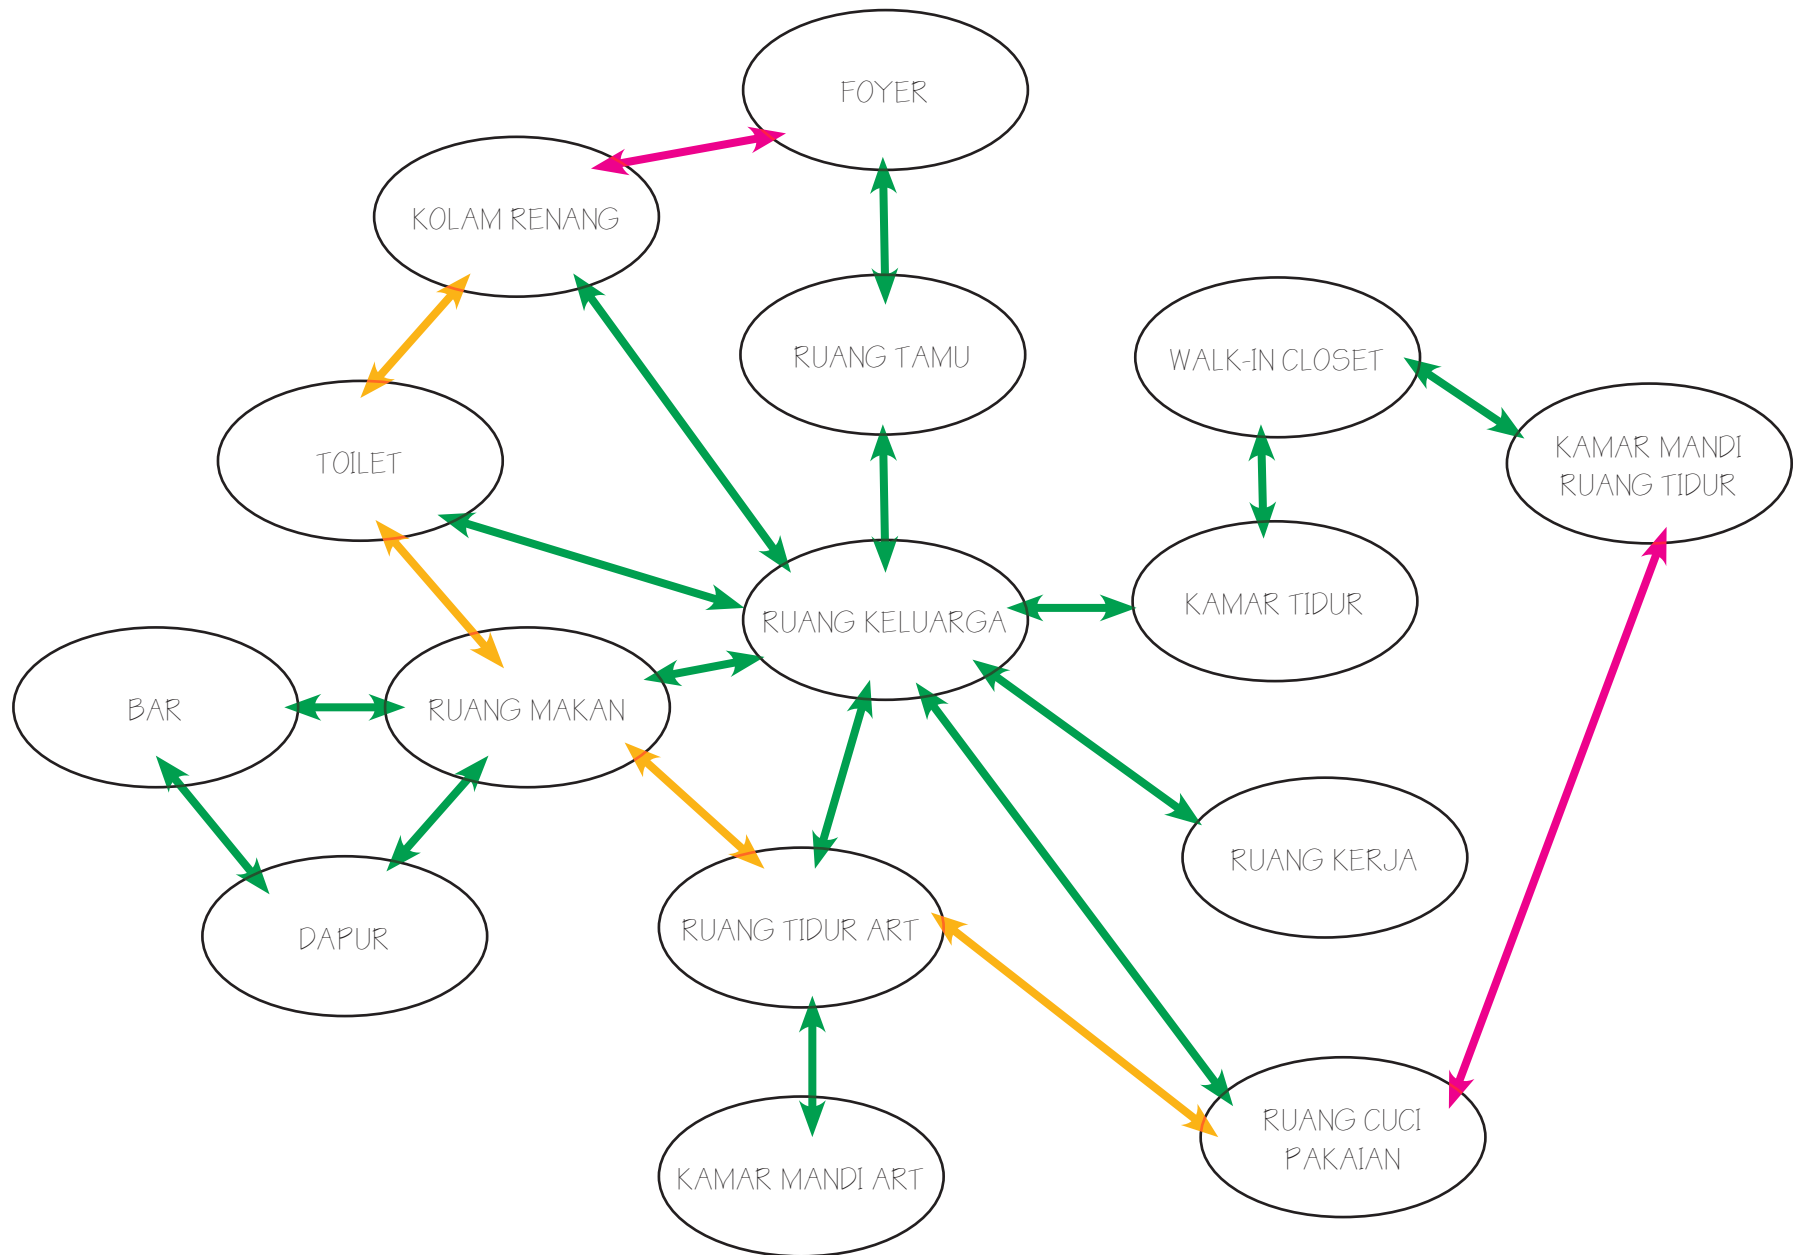 FOYER
KOLAM RENANG
RUANG TAMU
WALK-IN CLOSET
KAMAR MANDI
RUANG TIDUR
TOILET
KAMAR TIDUR
RUANG KELUARGA
BAR
RUANG MAKAN
RUANG KERJA
RUANG TIDUR ART
DAPUR
RUANG CUCI
PAKAIAN
KAMAR MANDI ART